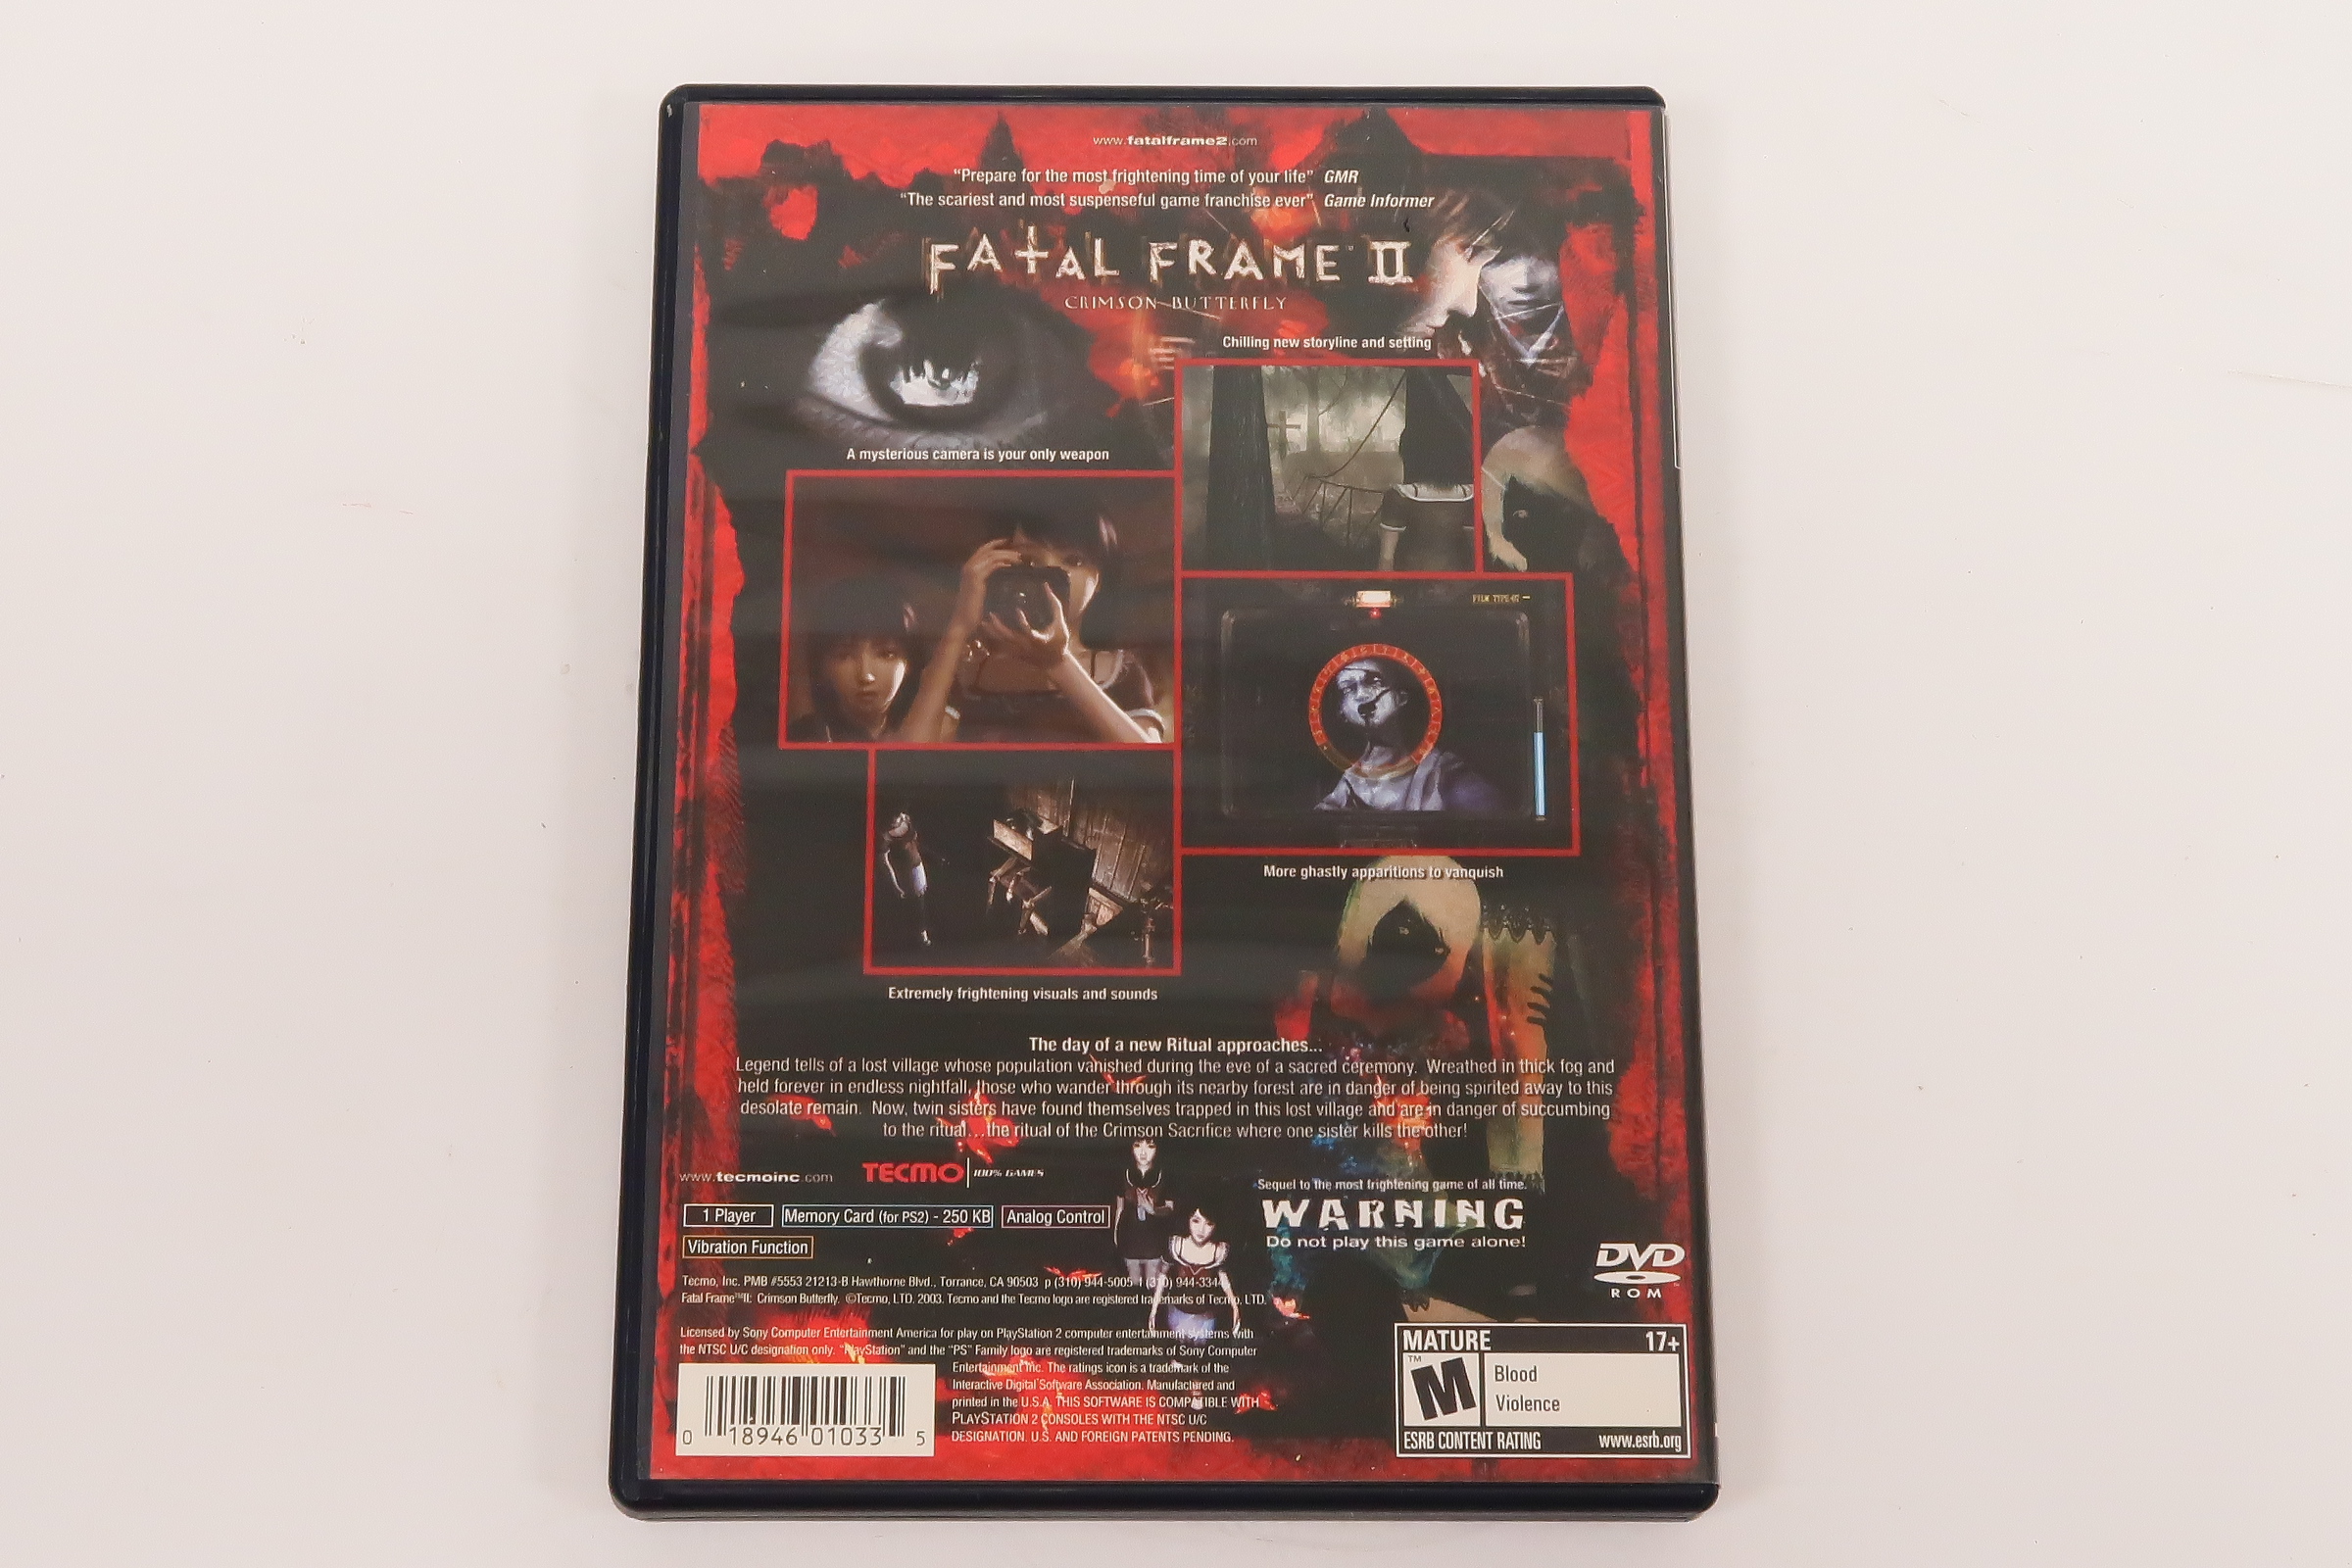 www.fatalframe2.com
"Prepare for the most frightening time of your life" GMR
"The scariest and most suspenseful game franchise ever" Game Informer
FATAL FRAME™ II
CRIMSON BUTTERFLY
Chilling new storyline and setting
A mysterious camera is your only weapon
More ghastly apparitions to vanquish
Extremely frightening visuals and sounds
The day of a new Ritual approaches...
Legend tells of a lost village whose population vanished during the eve of a sacred ceremony. Wreathed in thick fog and
held forever in endless nightfall, those who wander through its nearby forest are in danger of being spirited away to this
desolate remain. Now, twin sisters have found themselves trapped in this lost village and are in danger of succumbing
to the ritual...the ritual of the Crimson Sacrifice where one sister kills the other!
www.tecmoinc.com TECMO 100% GAMES
Sequel to the most frightening game of all time.
WARNING
Do not play this game alone!
1 Player Memory Card (for PS2) - 250 KB Analog Control
Vibration Function
DVD
ROM
Tecmo, Inc. PMB #5553 21213-B Hawthorne Blvd., Torrance, CA 90503 p (310) 944-5005 f (310) 944-3344
Fatal Frame™II: Crimson Butterfly. ©Tecmo, LTD. 2003. Tecmo and the Tecmo logo are registered trademarks of Tecmo, LTD.
Licensed by Sony Computer Entertainment America for play on PlayStation 2 computer entertainment systems with
the NTSC U/C designation only. "PlayStation" and the "PS" Family logo are registered trademarks of Sony Computer
Entertainment Inc. The ratings icon is a trademark of the
Interactive Digital Software Association. Manufactured and
printed in the U.S.A. THIS SOFTWARE IS COMPATIBLE WITH
PLAYSTATION 2 CONSOLES WITH THE NTSC U/C
DESIGNATION. U.S. AND FOREIGN PATENTS PENDING.
0 18946 01033 5
MATURE 17+
M™
Blood
Violence
ESRB CONTENT RATING www.esrb.org